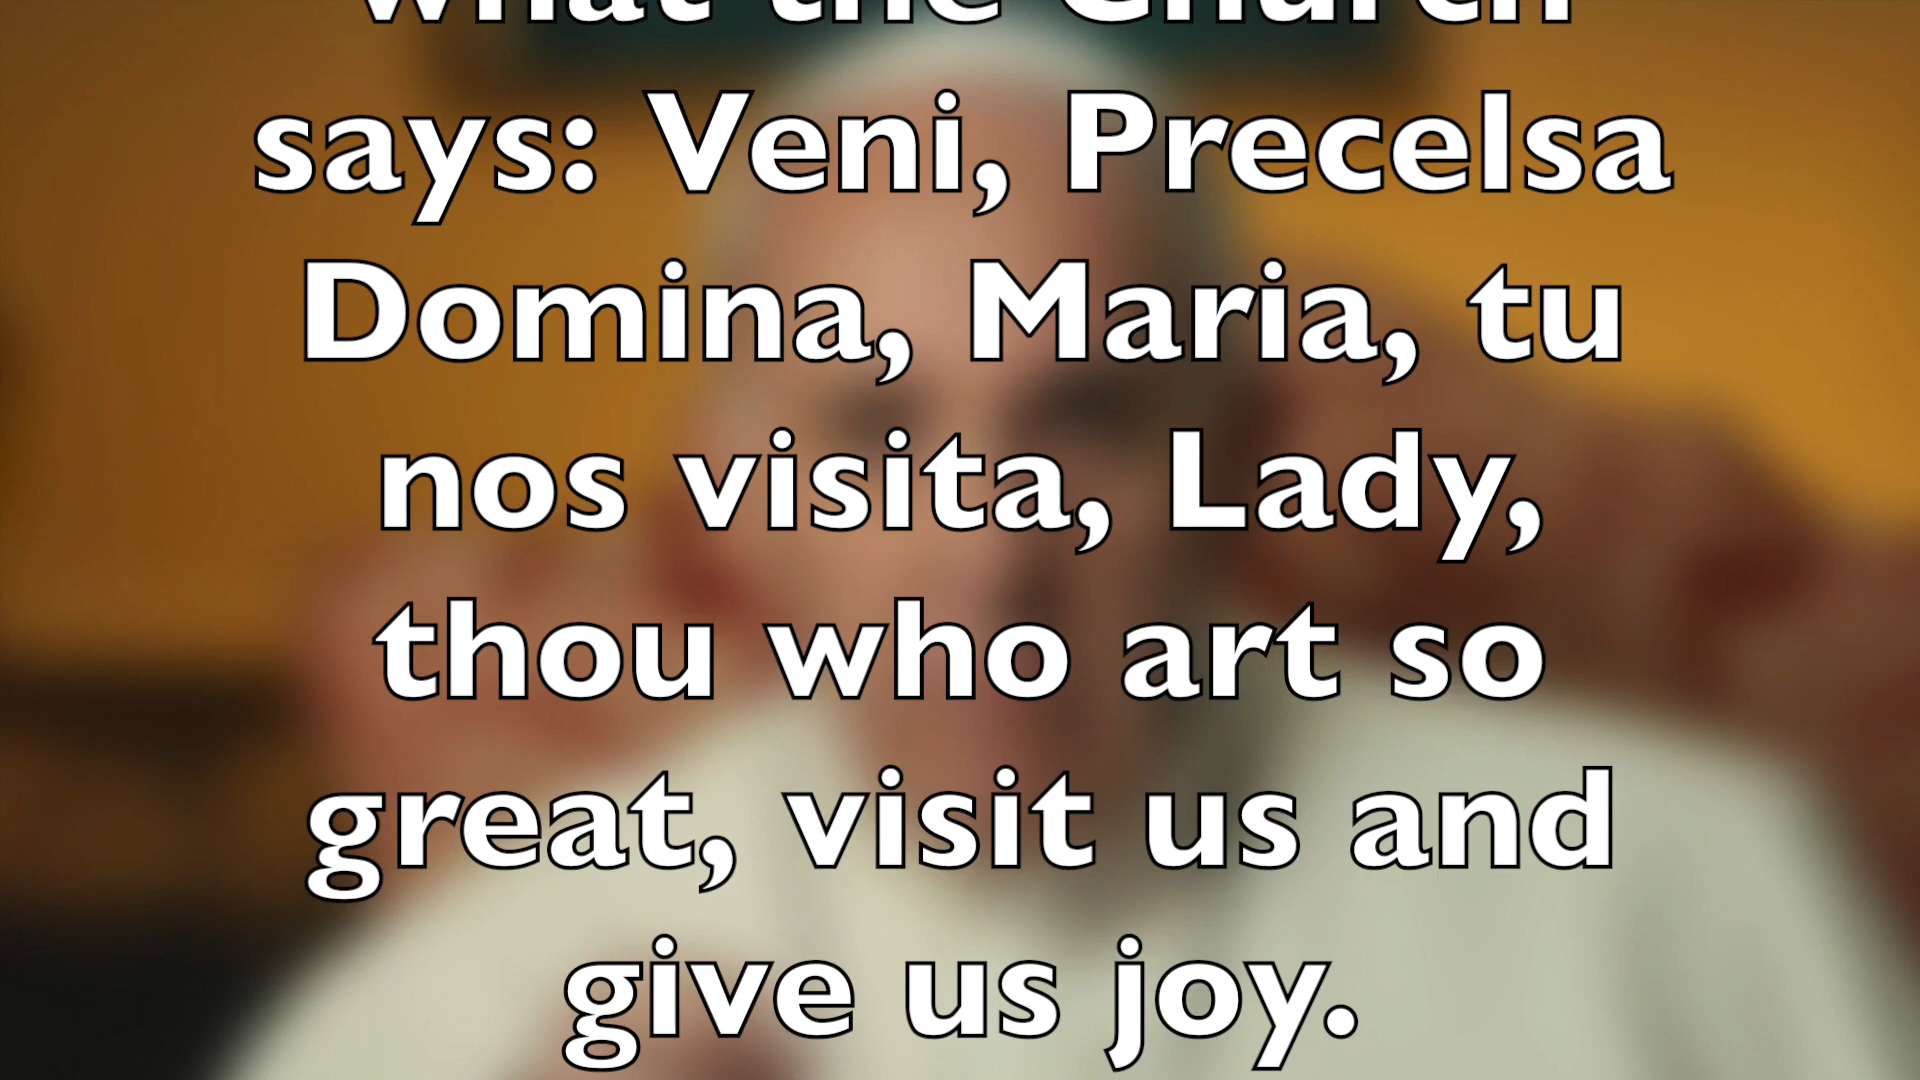 what the Church
says: Veni, Precelsa
Domina, Maria, tu
nos visita, Lady,
thou who art so
great, visit us and
give us joy.